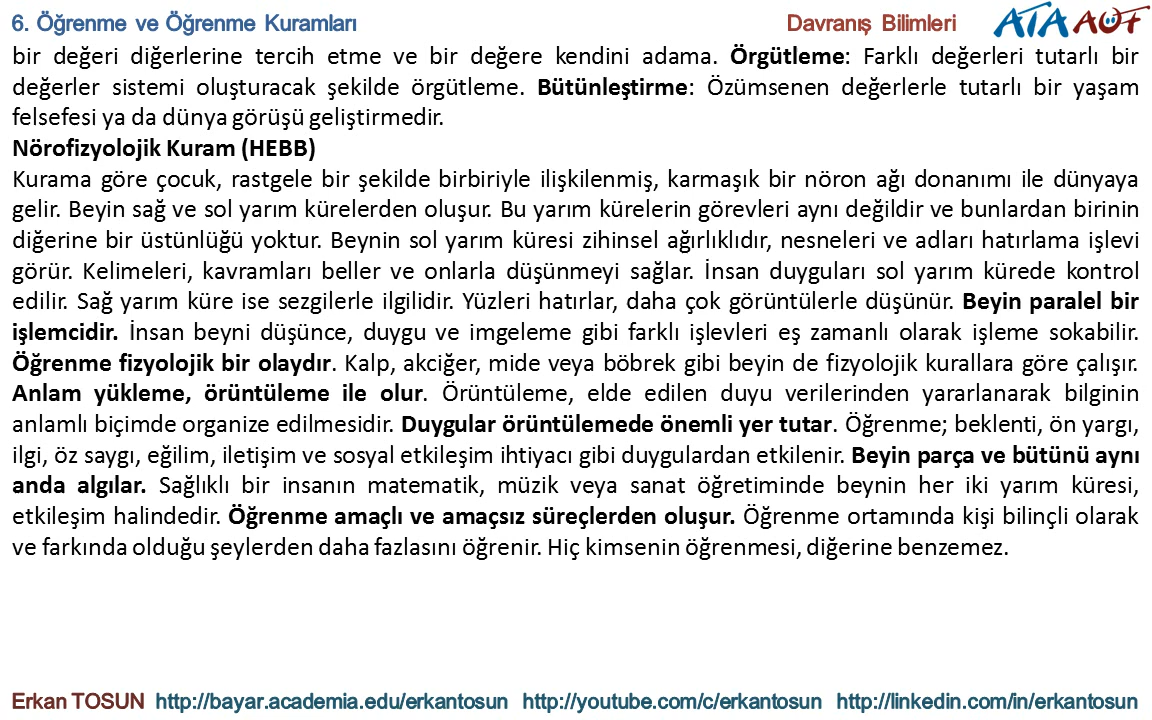 6. Öğrenme ve Öğrenme Kuramları Davranış Bilimleri ATA AÖF
bir değeri diğerlerine tercih etme ve bir değere kendini adama. Örgütleme: Farklı değerleri tutarlı bir
değerler sistemi oluşturacak şekilde örgütleme. Bütünleştirme: Özümsenen değerlerle tutarlı bir yaşam
felsefesi ya da dünya görüşü geliştirmedir.
Nörofizyolojik Kuram (HEBB)
Kurama göre çocuk, rastgele bir şekilde birbiriyle ilişkilenmiş, karmaşık bir nöron ağı donanımı ile dünyaya
gelir. Beyin sağ ve sol yarım kürelerden oluşur. Bu yarım kürelerin görevleri aynı değildir ve bunlardan birinin
diğerine bir üstünlüğü yoktur. Beynin sol yarım küresi zihinsel ağırlıklıdır, nesneleri ve adları hatırlama işlevi
görür. Kelimeleri, kavramları beller ve onlarla düşünmeyi sağlar. İnsan duyguları sol yarım kürede kontrol
edilir. Sağ yarım küre ise sezgilerle ilgilidir. Yüzleri hatırlar, daha çok görüntülerle düşünür. Beyin paralel bir
işlemcidir. İnsan beyni düşünce, duygu ve imgeleme gibi farklı işlevleri eş zamanlı olarak işleme sokabilir.
Öğrenme fizyolojik bir olaydır. Kalp, akciğer, mide veya böbrek gibi beyin de fizyolojik kurallara göre çalışır.
Anlam yükleme, örüntüleme ile olur. Örüntüleme, elde edilen duyu verilerinden yararlanarak bilginin
anlamlı biçimde organize edilmesidir. Duygular örüntülemede önemli yer tutar. Öğrenme; beklenti, ön yargı,
ilgi, öz saygı, eğilim, iletişim ve sosyal etkileşim ihtiyacı gibi duygulardan etkilenir. Beyin parça ve bütünü aynı
anda algılar. Sağlıklı bir insanın matematik, müzik veya sanat öğretiminde beynin her iki yarım küresi,
etkileşim halindedir. Öğrenme amaçlı ve amaçsız süreçlerden oluşur. Öğrenme ortamında kişi bilinçli olarak
ve farkında olduğu şeylerden daha fazlasını öğrenir. Hiç kimsenin öğrenmesi, diğerine benzemez.
Erkan TOSUN http://bayar.academia.edu/erkantosun http://youtube.com/c/erkantosun http://linkedin.com/in/erkantosun